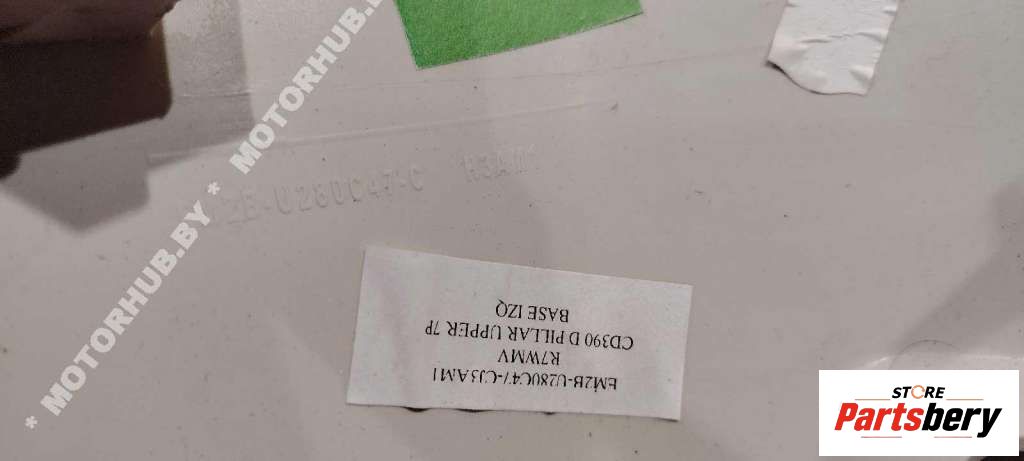 * MOTORHUB.BY * MOTORHUB.BY
2B-U280C47-C
EM2B-U280C47-CJ3AM1
R7WMV
CD390 D PILLAR UPPER 7P
BASE IZQ
STORE
Partsbery